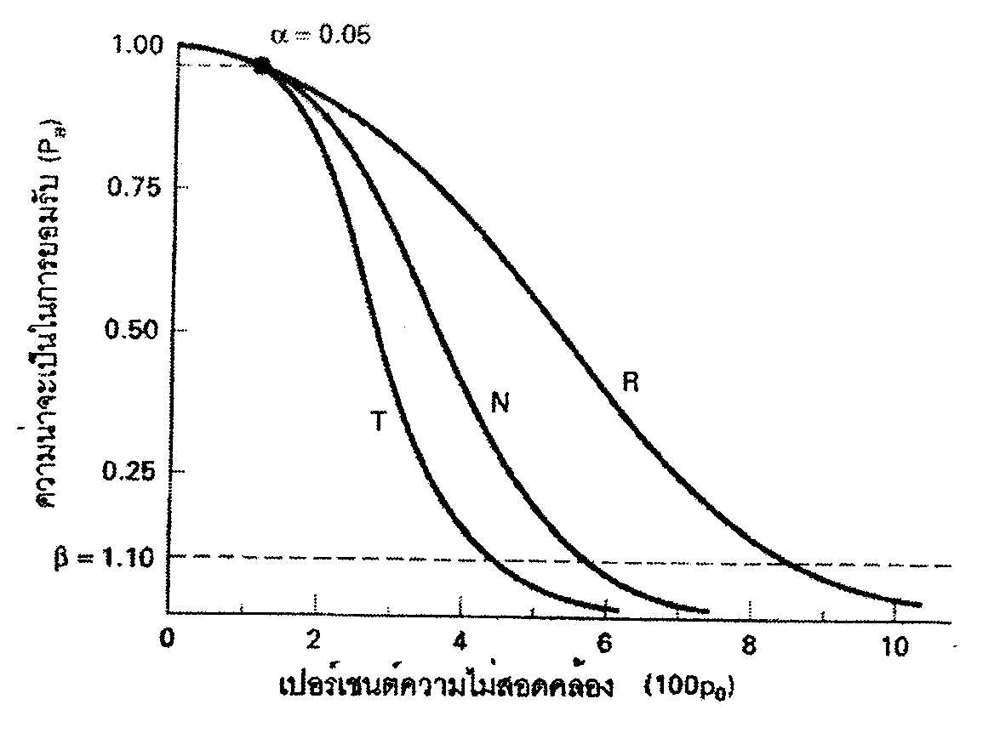 α = 0.05
1.00
0.75
0.50
0.25
β = 1.10
ความน่าจะเป็นในการยอมรับ (Pa)
T
N
R
0 2 4 6 8 10
เปอร์เซนต์ความไม่สอดคล้อง (100p0)